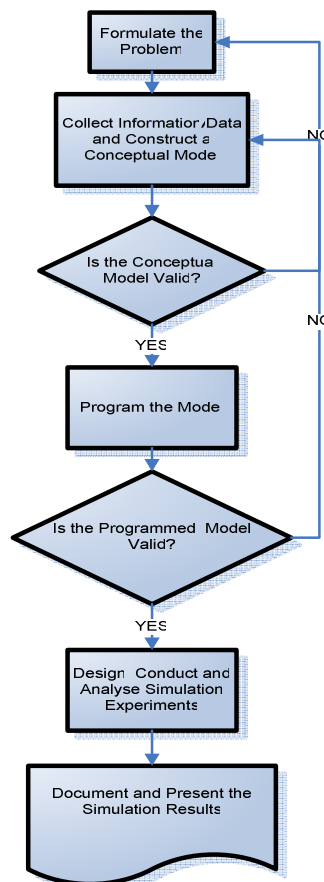 Formulate the
Problem
Collect Information/Data
and Construct a
Conceptual Mode
NO
Is the Conceptua
Model Valid?
NO
YES
Program the Mode
Is the Programmed Model
Valid?
YES
Design Conduct and
Analyse Simulation
Experiments
Document and Present the
Simulation Results